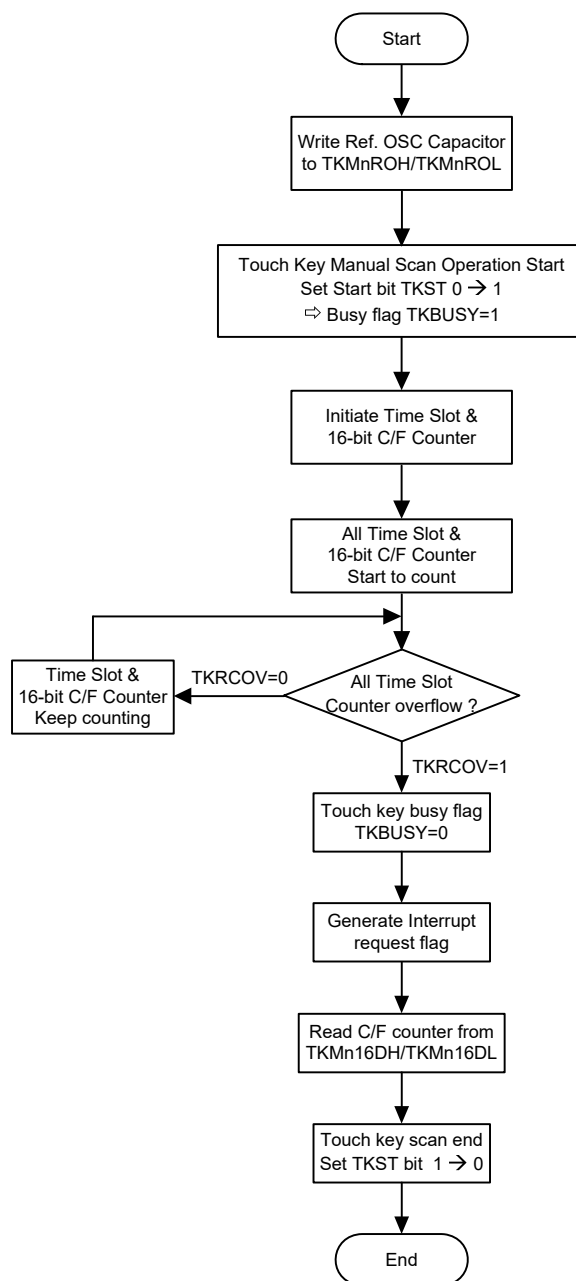 Start
Write Ref. OSC Capacitor
to TKMnROH/TKMnROL
Touch Key Manual Scan Operation Start
Set Start bit TKST 0 → 1
⇨ Busy flag TKBUSY=1
Initiate Time Slot &
16-bit C/F Counter
All Time Slot &
16-bit C/F Counter
Start to count
Time Slot &
16-bit C/F Counter
Keep counting
TKRCOV=0
All Time Slot
Counter overflow ?
TKRCOV=1
Touch key busy flag
TKBUSY=0
Generate Interrupt
request flag
Read C/F counter from
TKMn16DH/TKMn16DL
Touch key scan end
Set TKST bit 1 → 0
End